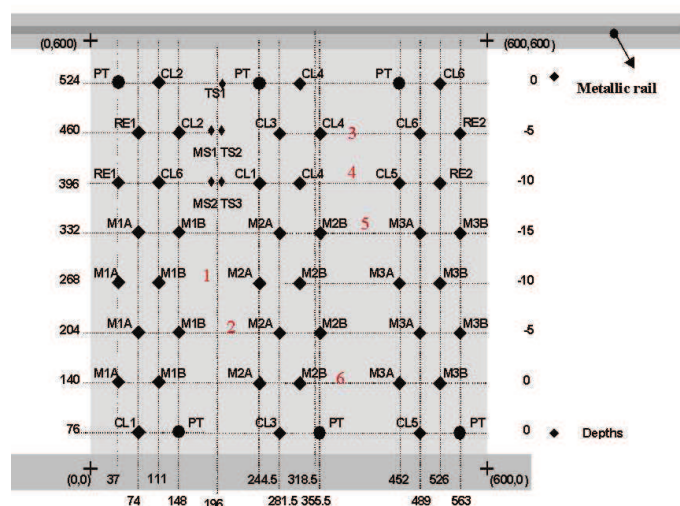 (0,600) (600,600)
Metallic rail
524 PT CL2 PT CL4 PT CL6 0
TS1
460 RE1 CL2 CL3 CL4 3 CL6 RE2 -5
MS1 TS2
396 RE1 CL6 CL1 CL4 4 CL5 RE2 -10
MS2 TS3
332 M1A M1B M2A M2B 5 M3A M3B -15
268 M1A M1B 1 M2A M2B M3A M3B -10
204 M1A M1B 2 M2A M2B M3A M3B -5
140 M1A M1B M2A M2B 6 M3A M3B 0
76 CL1 PT CL3 PT CL5 PT 0 Depths
(0,0) 37 111 244.5 318.5 452 526 (600,0)
74 148 196 281.5 355.5 489 563